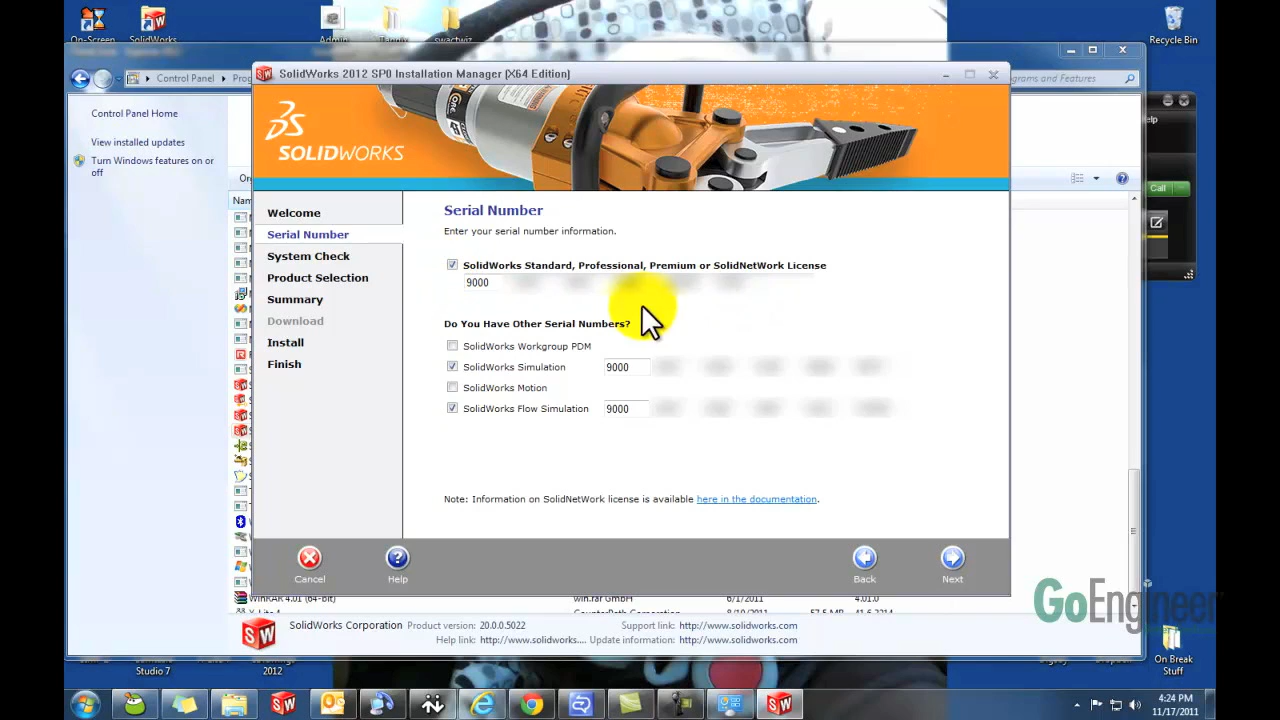 On-Screen
SolidWorks
Admin
swactwiz
Recycle Bin
Control Panel
SolidWorks 2012 SP0 Installation Manager [X64 Edition]
ograms and Features
Control Panel Home
View installed updates
Turn Windows features on or
off
SOLIDWORKS
Call
Welcome
Serial Number
System Check
Product Selection
Summary
Download
Install
Finish
Serial Number
Enter your serial number information.
SolidWorks Standard, Professional, Premium or SolidNetWork License
9000
Do You Have Other Serial Numbers?
SolidWorks Workgroup PDM
SolidWorks Simulation 9000
SolidWorks Motion
SolidWorks Flow Simulation 9000
Note: Information on SolidNetWork license is available here in the documentation.
Cancel
Help
Back
Next
WinRAR 4.01 (64-bit) win.rar GmbH 6/1/2011 4.01.0
SolidWorks Corporation Product version: 20.0.0.5022 Support link: http://www.solidworks.com
Help link: http://www.solidworks.... Update information: http://www.solidworks.com
GoEngineer
Studio 7
2012
On Break
Stuff
4:24 PM
11/17/2011